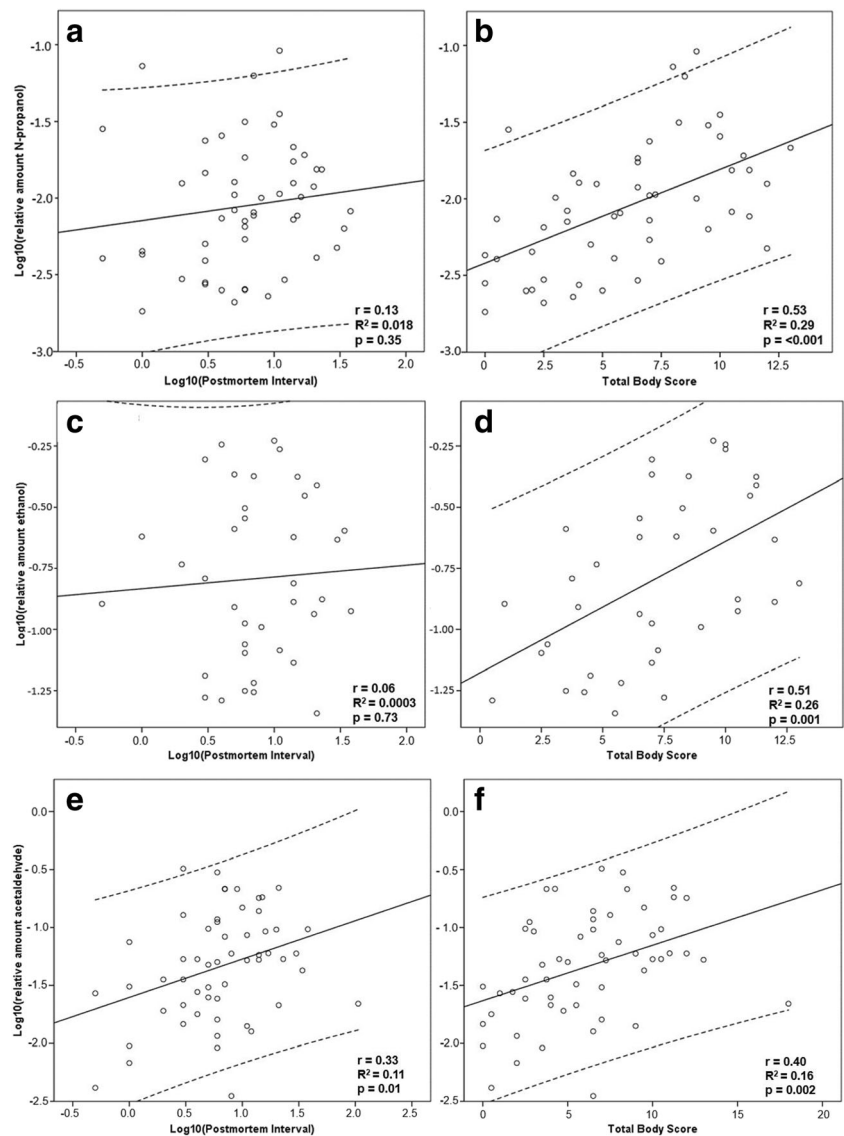 a
-1.0
-1.5
-2.0
-2.5
-3.0
Log10(relative amount N-propanol)
r = 0.13
R2 = 0.018
p = 0.35
-0.5 0.0 0.5 1.0 1.5 2.0
Log10(Postmortem Interval)
b
-1.0
-1.5
-2.0
-2.5
-3.0
r = 0.53
R2 = 0.29
p = <0.001
0 2.5 5.0 7.5 10.0 12.5
Total Body Score
c
-0.25
-0.50
-0.75
-1.00
-1.25
Log10(relative amount ethanol)
r = 0.06
R2 = 0.0003
p = 0.73
-0.5 0.0 0.5 1.0 1.5 2.0
Log10(Postmortem Interval)
d
-0.25
-0.50
-0.75
-1.00
-1.25
r = 0.51
R2 = 0.26
p = 0.001
0 2.5 5.0 7.5 10.0 12.5
Total Body Score
e
0.0
- 0.5
- 1.0
-1.5
-2.0
-2.5
Log10(relative amount acetaldehyde)
r = 0.33
R2 = 0.11
p = 0.01
-0.5 0.0 0.5 1.0 1.5 2.0 2.5
Log10(Postmortem Interval)
f
0.0
- 0.5
- 1.0
-1.5
-2.0
-2.5
r = 0.40
R2 = 0.16
p = 0.002
0 5 10 15 20
Total Body Score